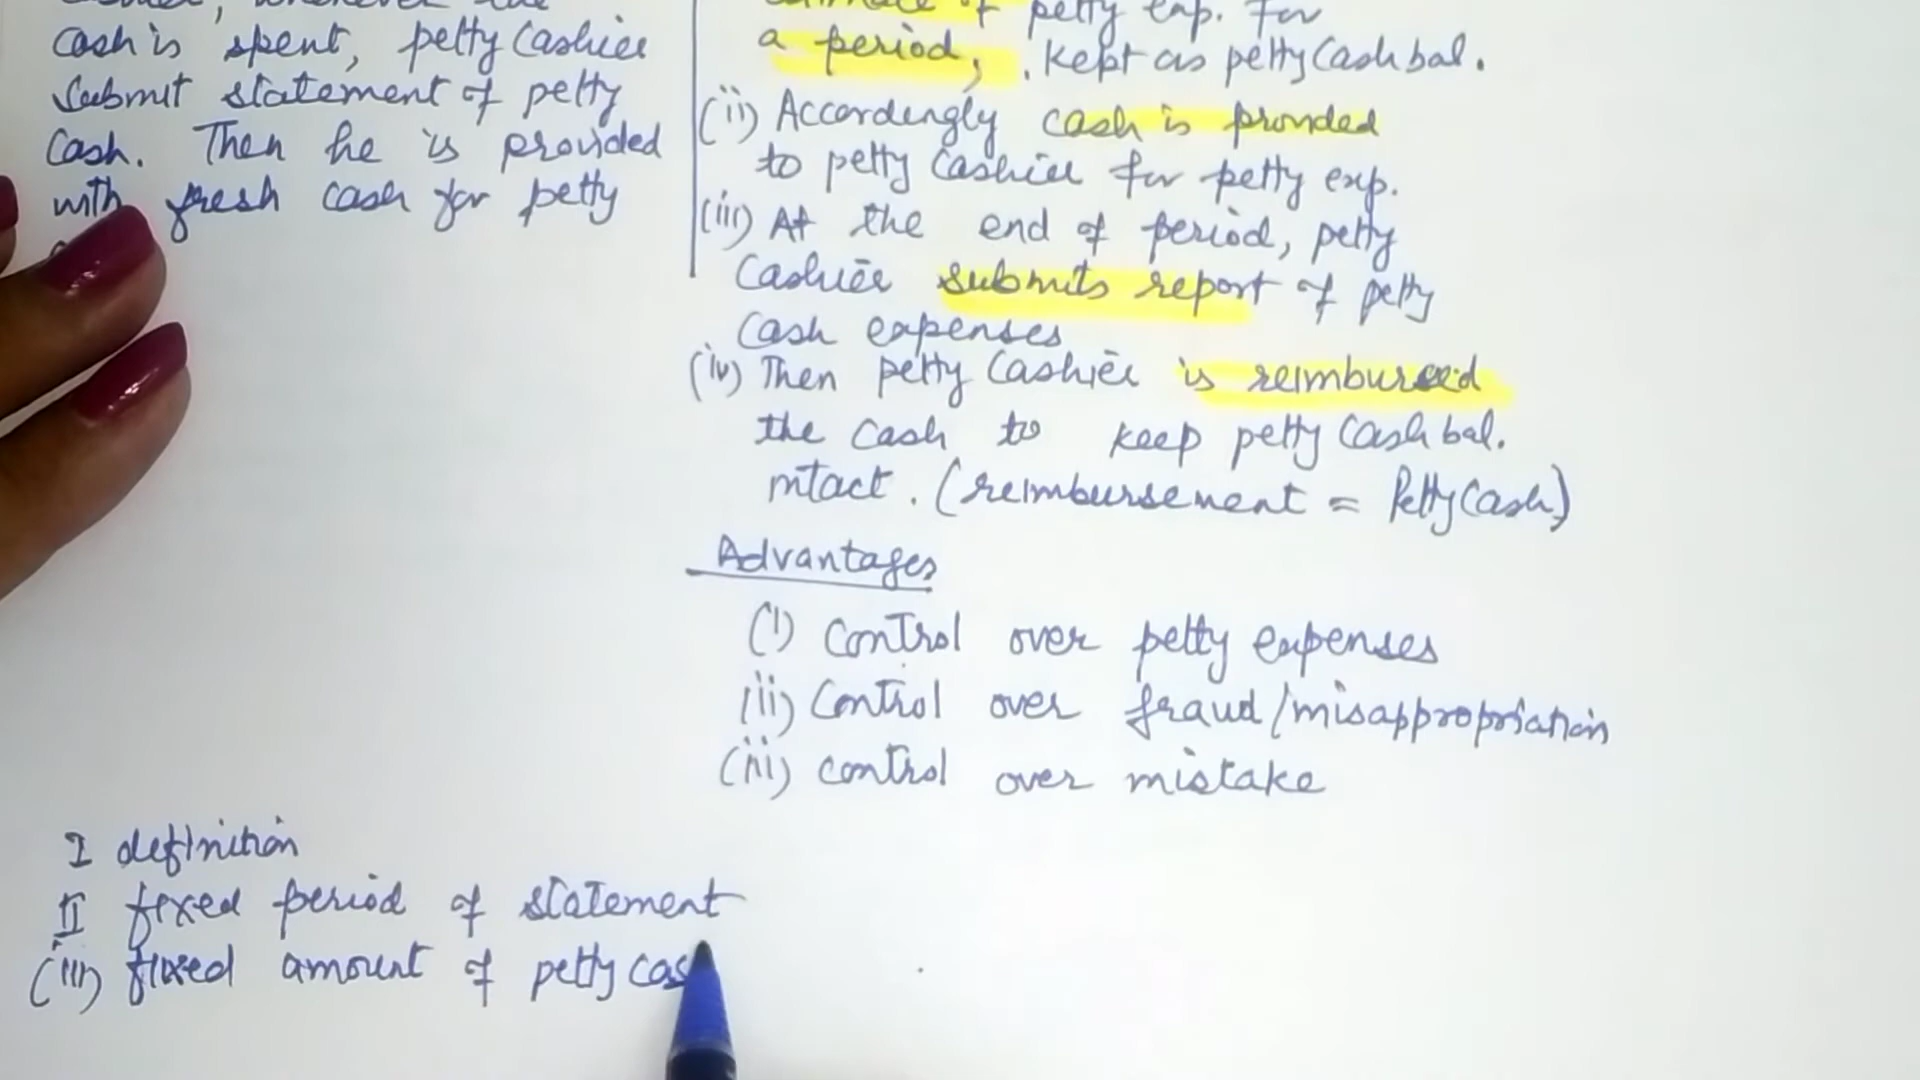 whenever the
cash is spent, petty Cashier
Submit statement of petty
Cash. Then he is provided
with fresh cash for petty
of petty exp. for
a period, . Kept as petty Cash bal.
(ii) Accordingly cash is provided
to petty Cashier for petty exp.
(iii) At the end of period, petty
Cashier submits report of petty
Cash expenses
(iv) Then petty Cashier is reimbursed
the cash to keep petty Cash bal.
intact. (reimbursement = Petty Cash)
Advantages
(i) Control over petty expenses
(ii) Control over fraud/misappropriation
(iii) control over mistake
I definition
II fixed period of statement
(iii) fixed amount of petty cas